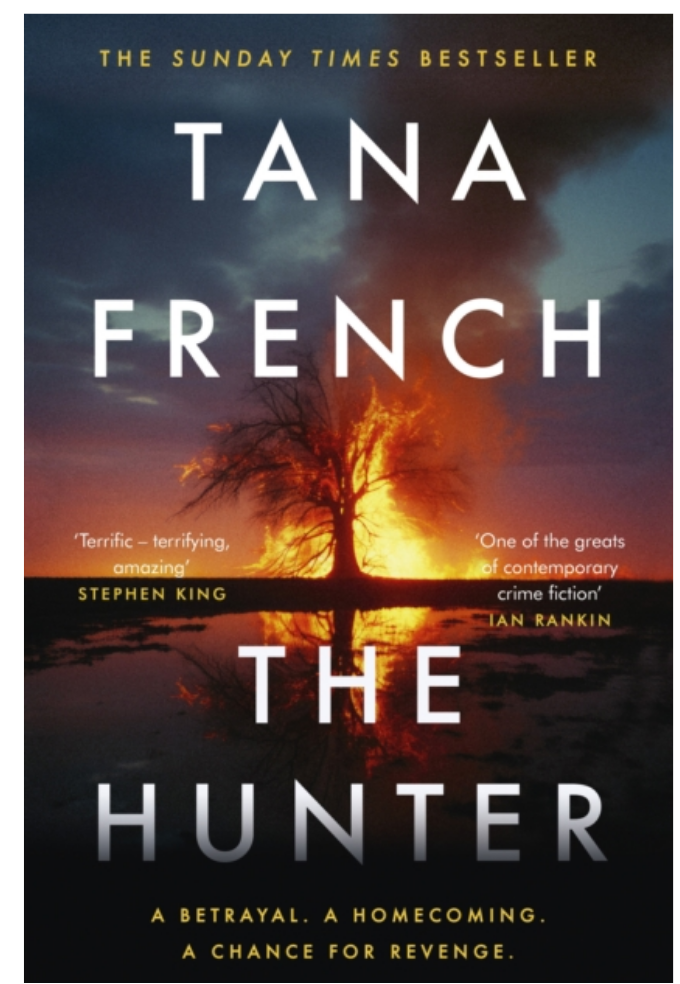 THE SUNDAY TIMES BESTSELLER
TANA
FRENCH
‘Terrific – terrifying,
amazing’
STEPHEN KING
‘One of the greats
of contemporary
crime fiction’
IAN RANKIN
THE
HUNTER
A BETRAYAL. A HOMECOMING.
A CHANCE FOR REVENGE.